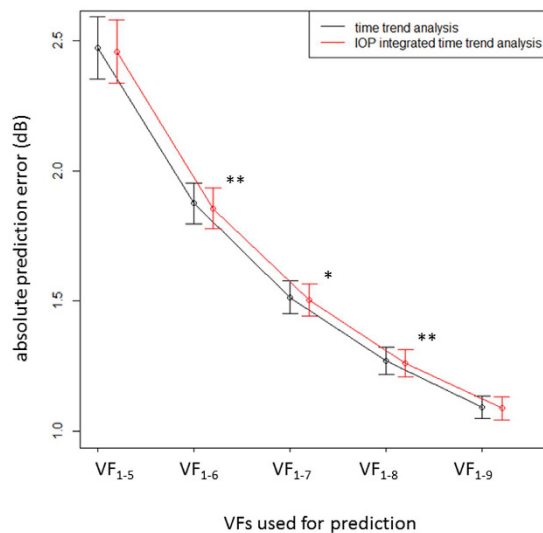 time trend analysis
IOP integrated time trend analysis
absolute prediction error (dB)
2.5
2.0
1.5
1.0
**
*
**
VF1-5 VF1-6 VF1-7 VF1-8 VF1-9
VFs used for prediction